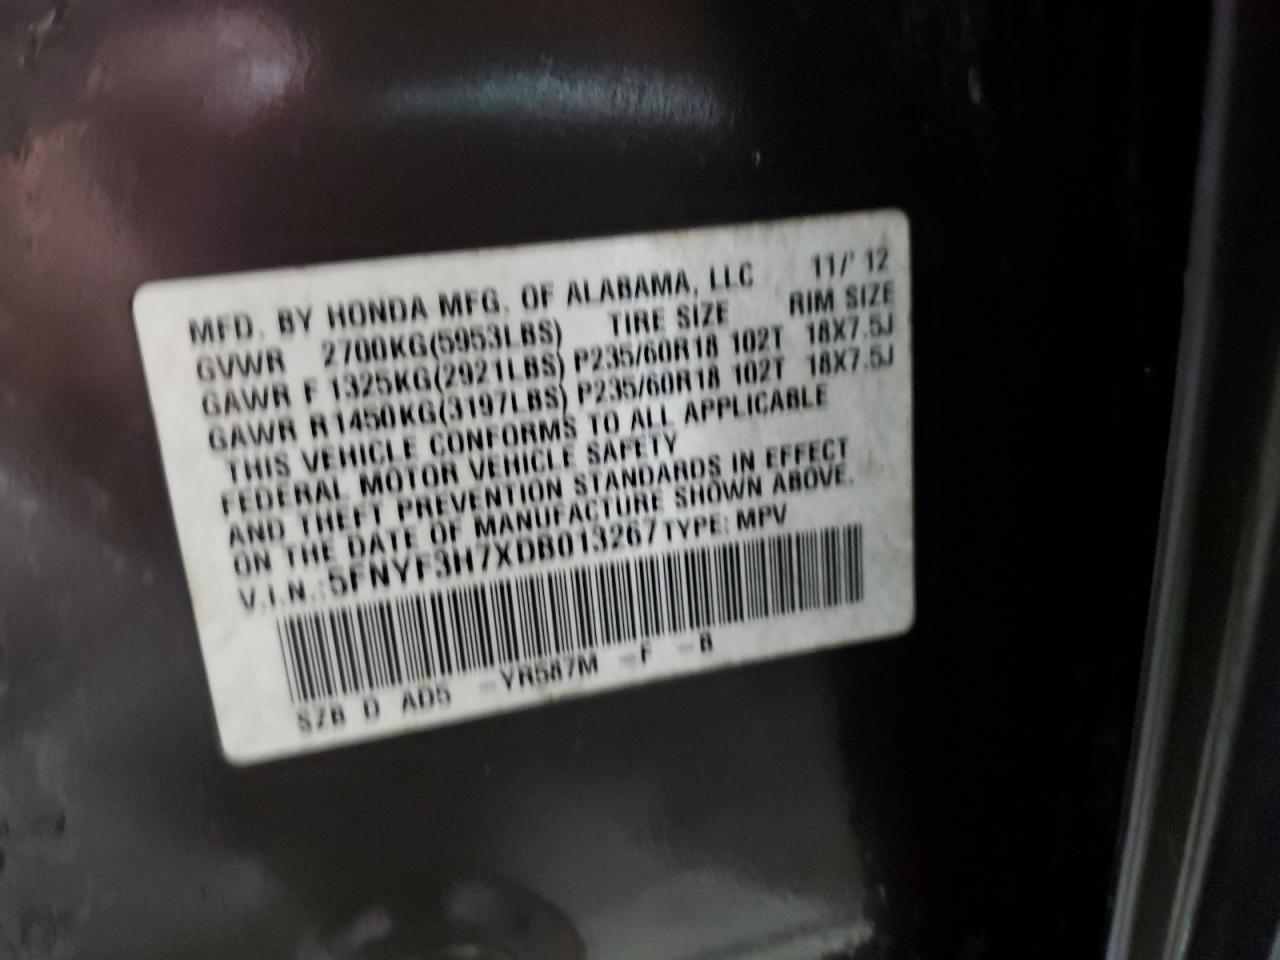 MFD. BY HONDA MFG. OF ALABAMA, LLC 11/' 12
GVWR 2700KG(5953LBS) TIRE SIZE RIM SIZE
GAWR F 1325KG(2921LBS) P235/60R18 102T 18X7.5J
GAWR R1450KG(3197LBS) P235/60R18 102T 18X7.5J
THIS VEHICLE CONFORMS TO ALL APPLICABLE
FEDERAL MOTOR VEHICLE SAFETY
AND THEFT PREVENTION STANDARDS IN EFFECT
ON THE DATE OF MANUFACTURE SHOWN ABOVE.
V.I.N.:5FNYF3H7XDB013267 TYPE: MPV
SZB D AD5 -YR587M -F -B